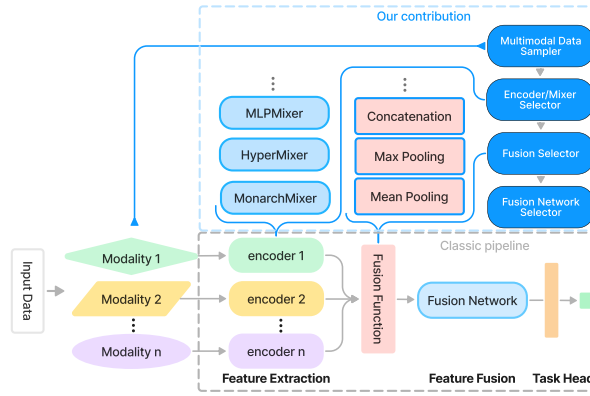 Our contribution
Multimodal Data
Sampler
Encoder/Mixer
Selector
Fusion Selector
Fusion Network
Selector
MLPMixer
HyperMixer
MonarchMixer
Concatenation
Max Pooling
Mean Pooling
Classic pipeline
Input Data
Modality 1
Modality 2
Modality n
encoder 1
encoder 2
encoder n
Fusion Function
Fusion Network
Feature Extraction
Feature Fusion
Task Head